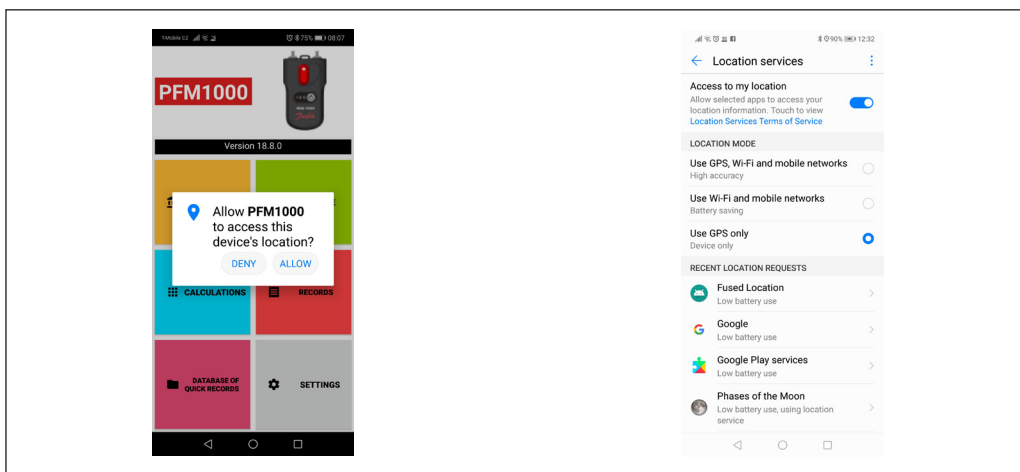 T-Mobile CZ 75% 08:07
PFM1000
Version 18.8.0
Allow PFM1000
to access this
device's location?
DENY ALLOW
CALCULATIONS
RECORDS
DATABASE OF
QUICK RECORDS
SETTINGS
90% 12:32
Location services
Access to my location
Allow selected apps to access your
location information. Touch to view
Location Services Terms of Service
LOCATION MODE
Use GPS, Wi-Fi and mobile networks
High accuracy
Use Wi-Fi and mobile networks
Battery saving
Use GPS only
Device only
RECENT LOCATION REQUESTS
Fused Location
Low battery use
Google
Low battery use
Google Play services
Low battery use
Phases of the Moon
Low battery use, using location
service